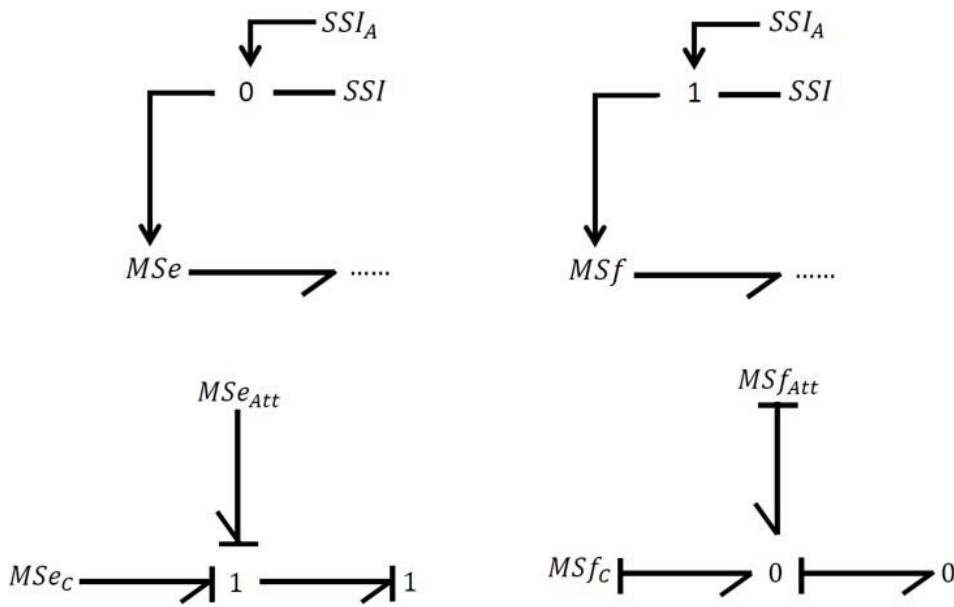 SSI_A SSI_A
0 SSI 1 SSI
MSe ...... MSf ......
MSe_Att MSf_Att
MSe_C 1 1 MSf_C 0 0